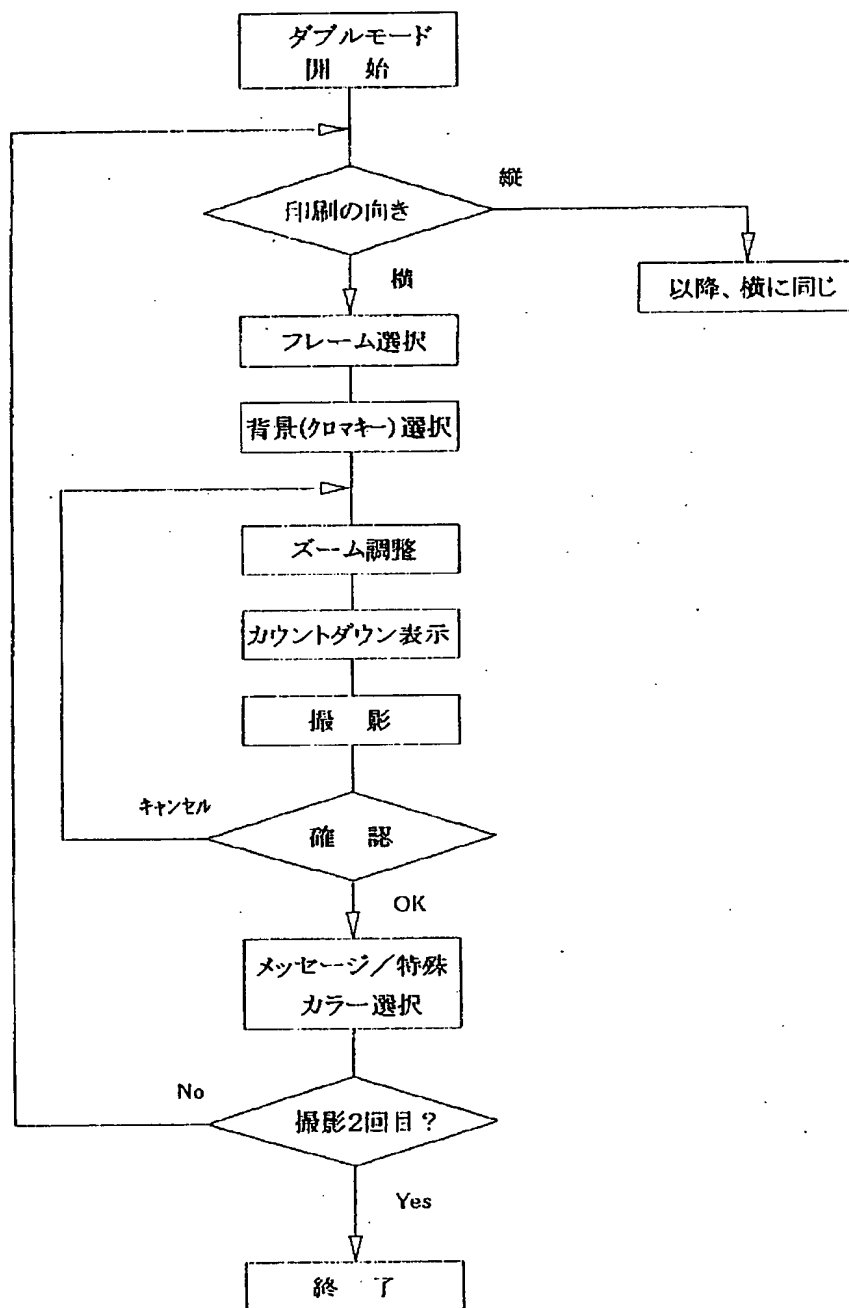 ダブルモード
開 始
縦
印刷の向き
横
以降、横に同じ
フレーム選択
背景(クロマキー)選択
ズーム調整
カウントダウン表示
撮 影
キャンセル
確 認
OK
メッセージ/特殊
カラー選択
No
撮影2回目?
Yes
終 了